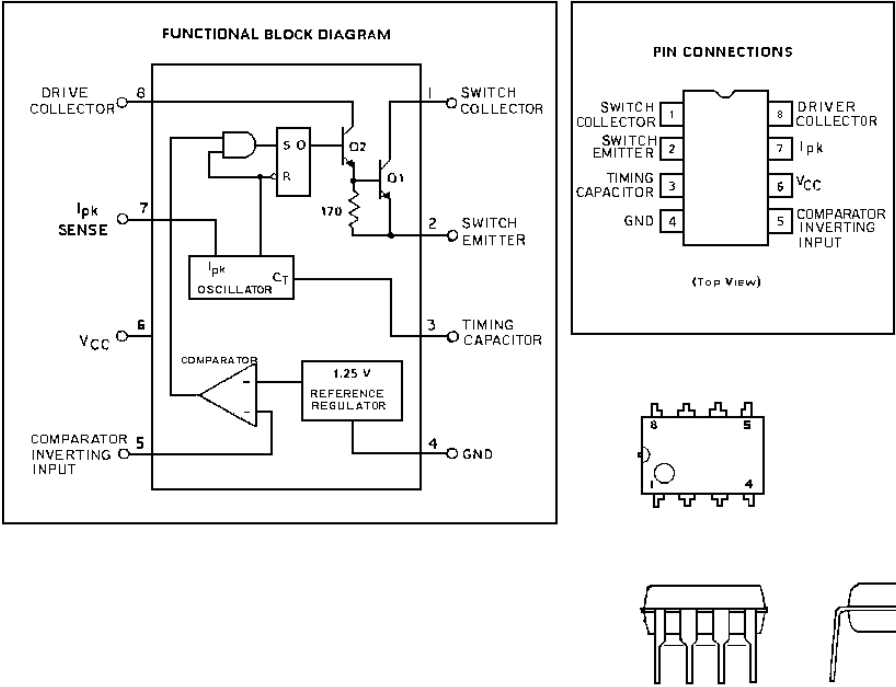 FUNCTIONAL BLOCK DIAGRAM
DRIVE
COLLECTOR
8
1
SWITCH
COLLECTOR
S Q
Q2
R
Q1
170
Ipk
SENSE
7
2
SWITCH
EMITTER
Ipk
CT
OSCILLATOR
VCC
6
3
TIMING
CAPACITOR
COMPARATOR
-
-
1.25 V
REFERENCE
REGULATOR
COMPARATOR
INVERTING
INPUT
5
4
GND
PIN CONNECTIONS
SWITCH
COLLECTOR
1
8
DRIVER
COLLECTOR
SWITCH
EMITTER
2
7
Ipk
TIMING
CAPACITOR
3
6
VCC
GND
4
5
COMPARATOR
INVERTING
INPUT
(TOP VIEW)
8
5
1
4